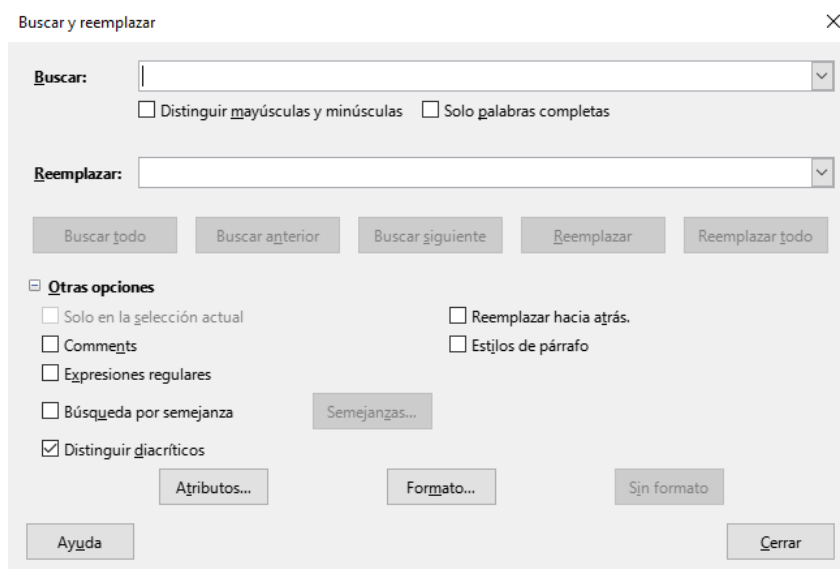 Buscar y reemplazar
Buscar:
Distinguir mayúsculas y minúsculas Solo palabras completas
Reemplazar:
Buscar todo Buscar anterior Buscar siguiente Reemplazar Reemplazar todo
Otras opciones
Solo en la selección actual Reemplazar hacia atrás.
Comments Estilos de párrafo
Expresiones regulares
Búsqueda por semejanza Semejanzas...
Distinguir diacríticos
Atributos... Formato... Sin formato
Ayuda Cerrar